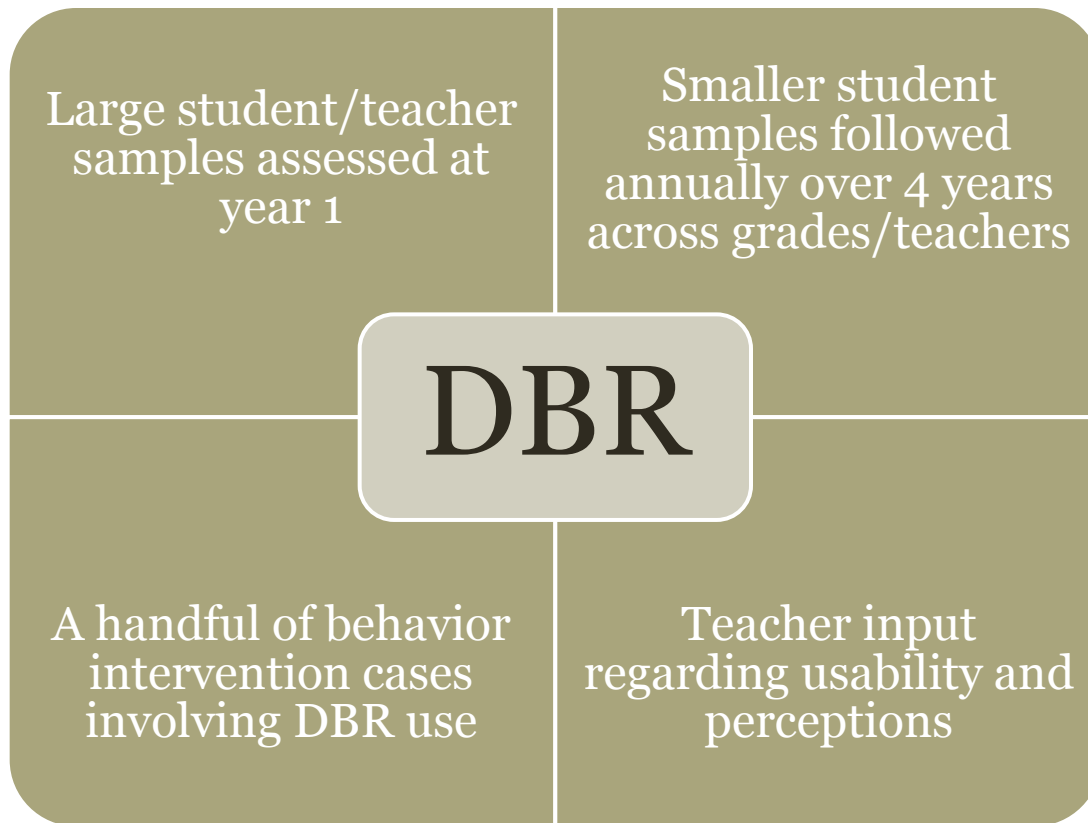 Large student/teacher
samples assessed at
year 1
Smaller student
samples followed
annually over 4 years
across grades/teachers
DBR
A handful of behavior
intervention cases
involving DBR use
Teacher input
regarding usability and
perceptions